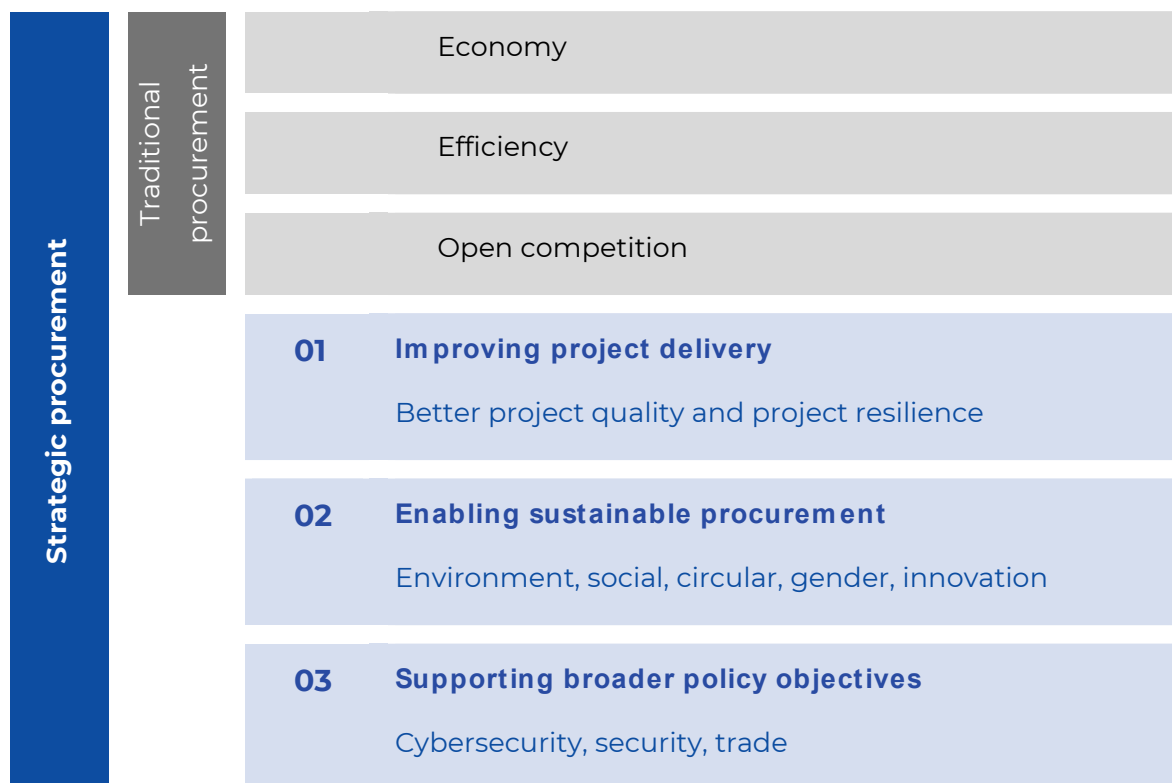 Strategic procurement
Traditional
procurement
Economy
Efficiency
Open competition
01
Improving project delivery
Better project quality and project resilience
02
Enabling sustainable procurement
Environment, social, circular, gender, innovation
03
Supporting broader policy objectives
Cybersecurity, security, trade